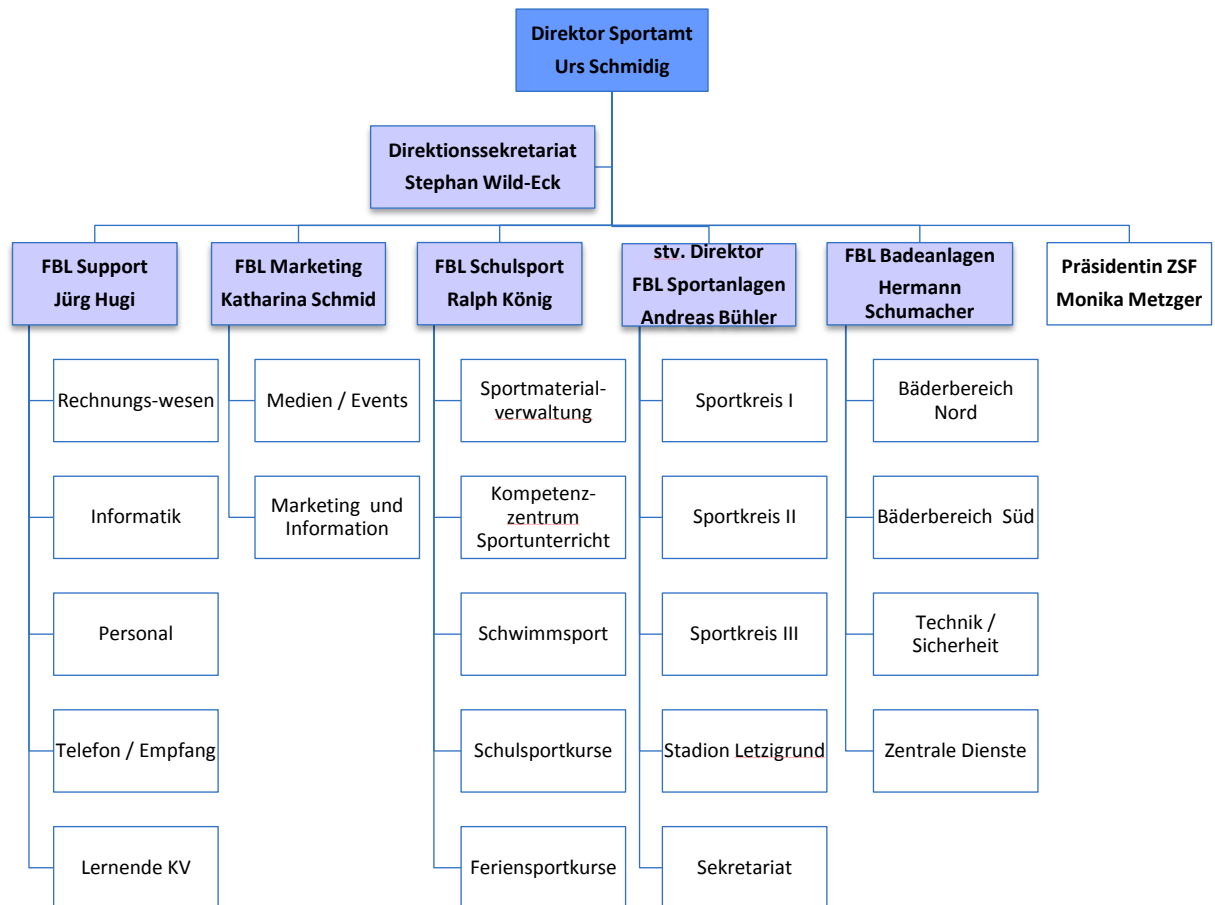 Direktor Sportamt
Urs Schmidig
Direktionssekretariat
Stephan Wild-Eck
FBL Support
Jürg Hugi
FBL Marketing
Katharina Schmid
FBL Schulsport
Ralph König
stv. Direktor
FBL Sportanlagen
Andreas Bühler
FBL Badeanlagen
Hermann
Schumacher
Präsidentin ZSF
Monika Metzger
Rechnungs-wesen
Informatik
Personal
Telefon / Empfang
Lernende KV
Medien / Events
Marketing und
Information
Sportmaterial-
verwaltung
Kompetenz-
zentrum
Sportunterricht
Schwimmsport
Schulsportkurse
Feriensportkurse
Sportkreis I
Sportkreis II
Sportkreis III
Stadion Letzigrund
Sekretariat
Bäderbereich
Nord
Bäderbereich Süd
Technik /
Sicherheit
Zentrale Dienste